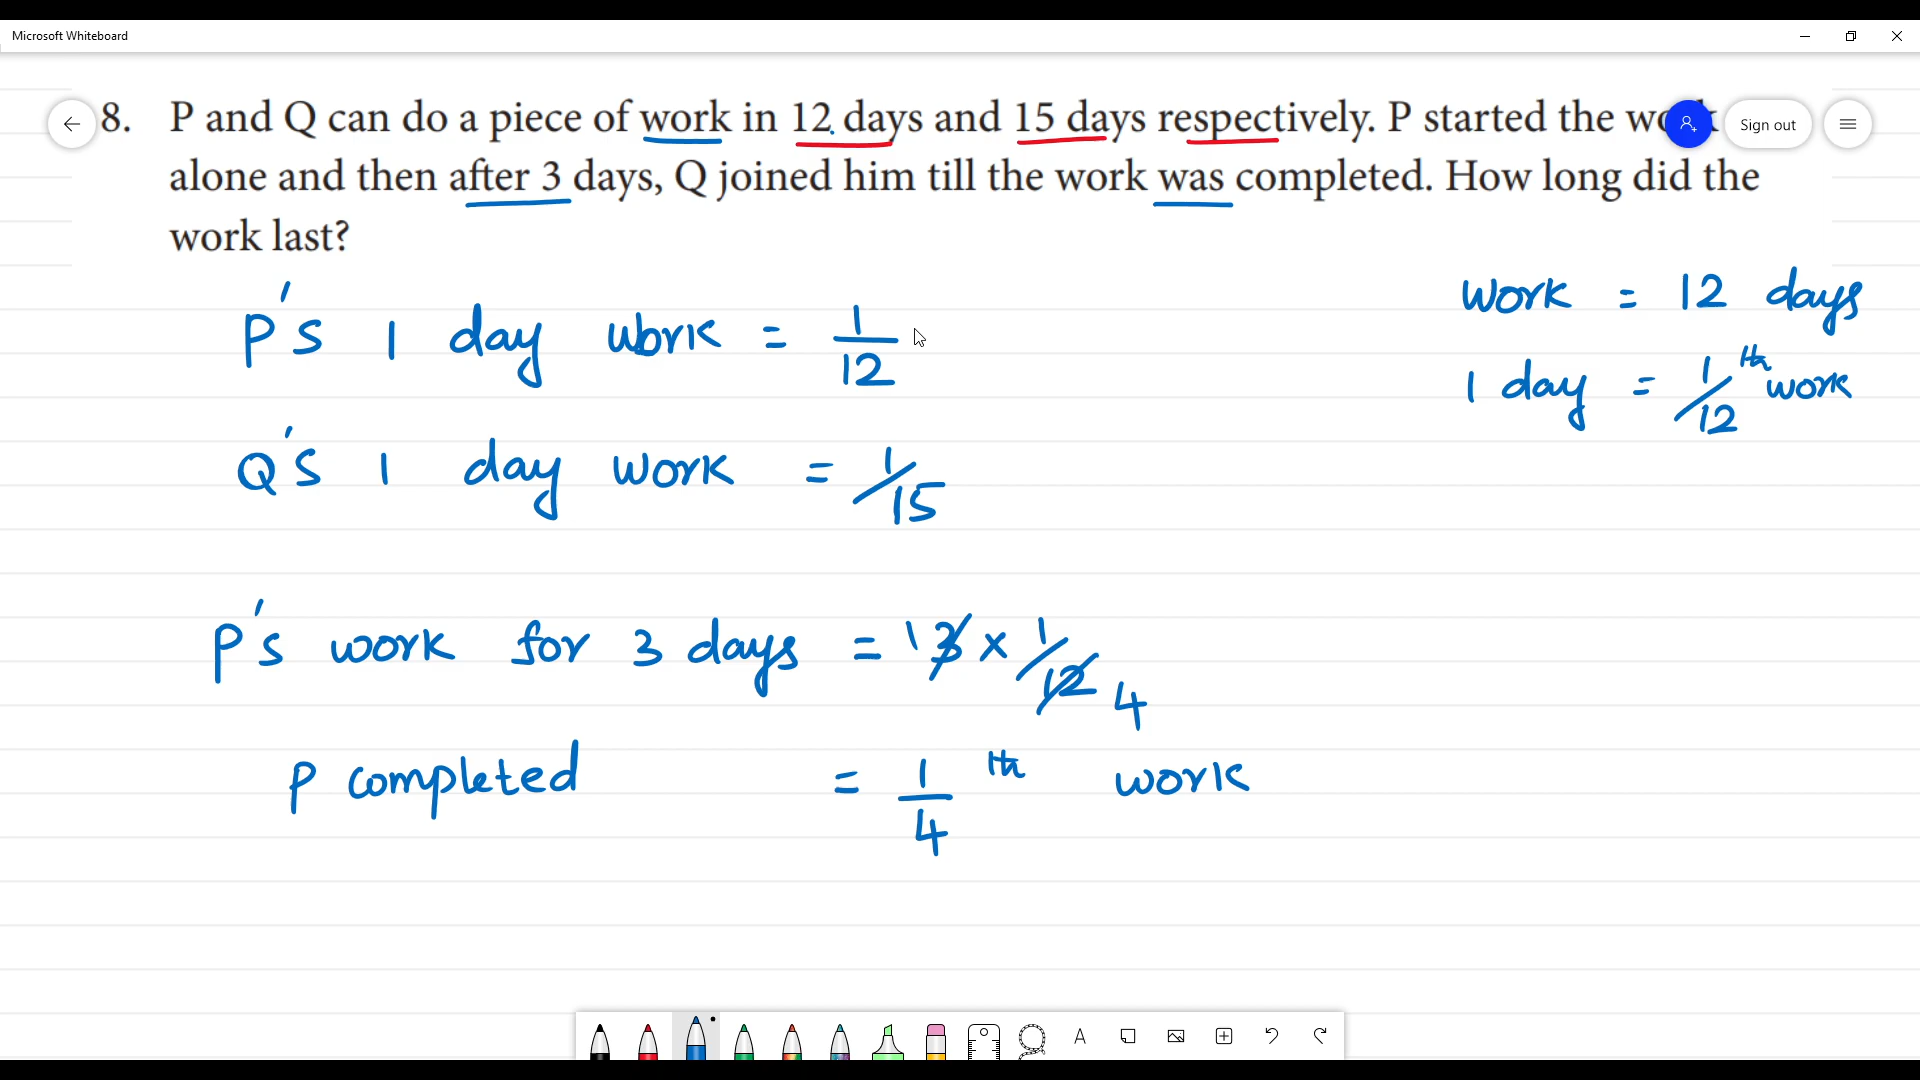 Microsoft Whiteboard
8. P and Q can do a piece of work in 12 days and 15 days respectively. P started the work
Sign out
alone and then after 3 days, Q joined him till the work was completed. How long did the
work last?
work = 12 days
P's 1 day work = 1/12
1 day = 1/12 th work
Q's 1 day work = 1/15
P's work for 3 days = 1 3 × 1/12 4
P completed = 1/4 th work
A